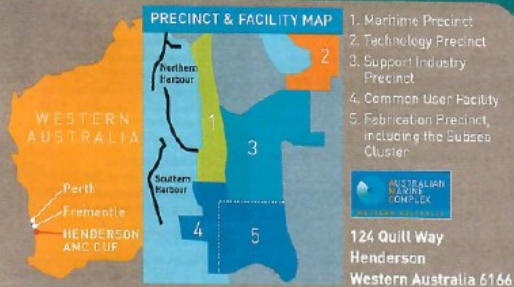 PRECINCT & FACILITY MAP
Northern
Harbour
Southern
Harbour
1
2
3
4
5
WESTERN
AUSTRALIA
Perth
Fremantle
HENDERSON
AMC CUF
1. Maritime Precinct
2. Technology Precinct
3. Support Industry
Precinct
4. Common User Facility
5. Fabrication Precinct,
including the Subsea
Cluster
AUSTRALIAN
MARINE
COMPLEX
WESTERN AUSTRALIA
124 Quill Way
Henderson
Western Australia 6166